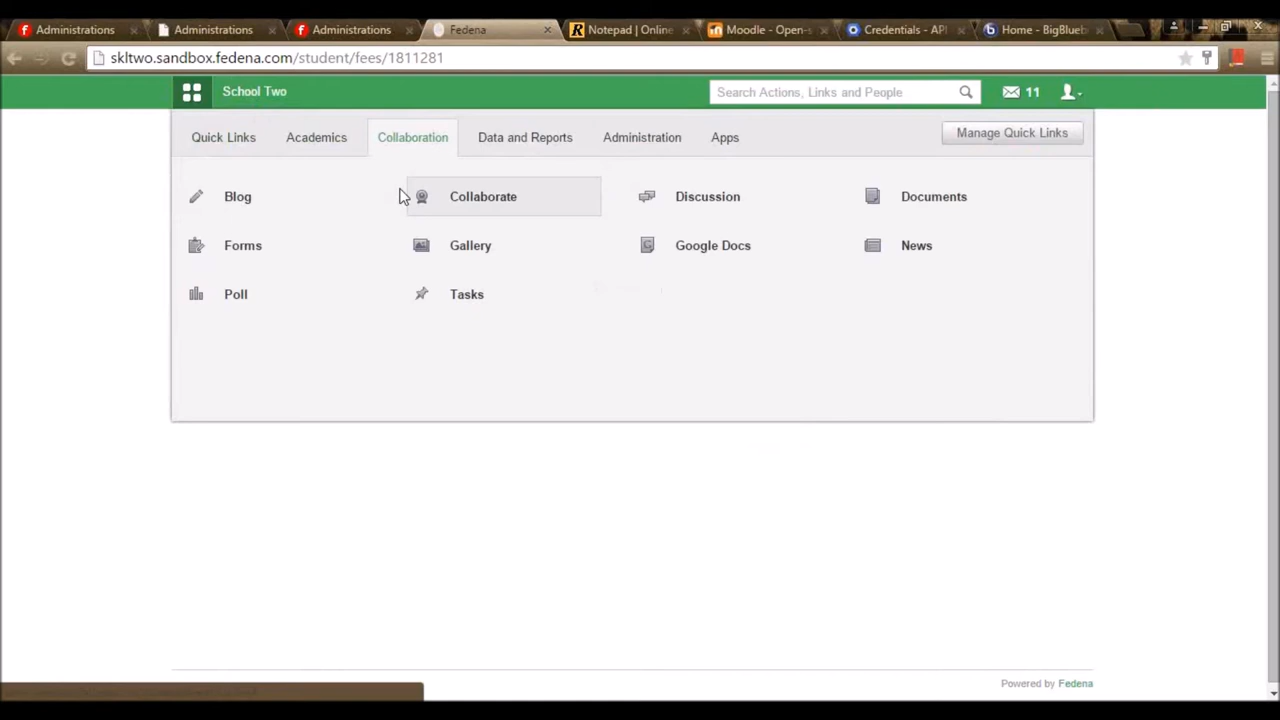 Administrations
Administrations
Administrations
Fedena
Notepad | Online
Moodle - Open-s
Credentials - API
Home - BigBlueb
skltwo.sandbox.fedena.com/student/fees/1811281
School Two
Search Actions, Links and People
11
Quick Links
Academics
Collaboration
Data and Reports
Administration
Apps
Manage Quick Links
Blog
Collaborate
Discussion
Documents
Forms
Gallery
Google Docs
News
Poll
Tasks
Powered by Fedena